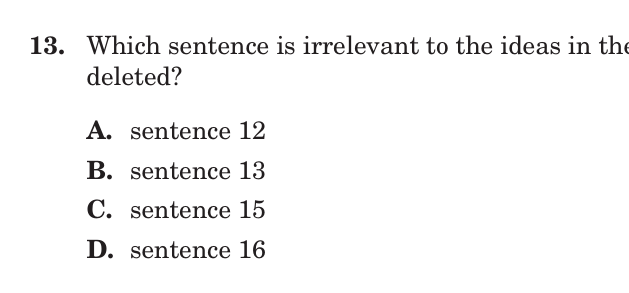 13. Which sentence is irrelevant to the ideas in the
deleted?
A. sentence 12
B. sentence 13
C. sentence 15
D. sentence 16